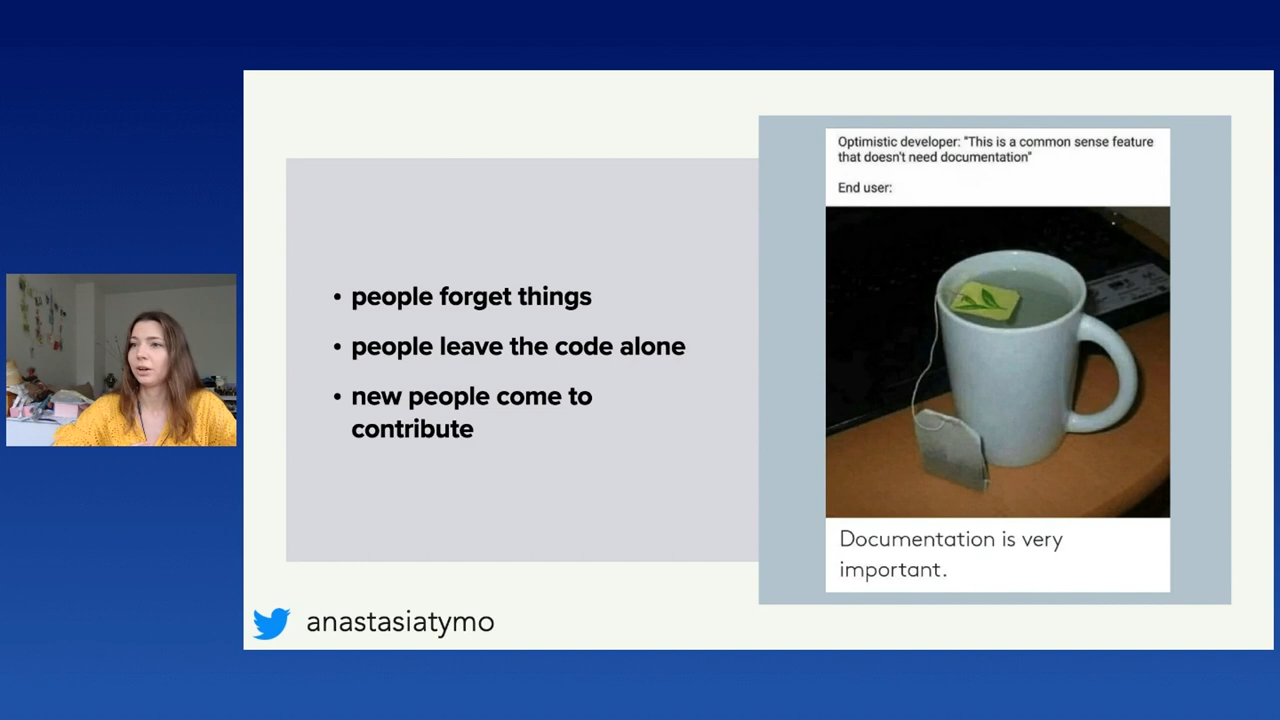 • people forget things
• people leave the code alone
• new people come to
contribute
Optimistic developer: "This is a common sense feature
that doesn't need documentation"
End user:
Documentation is very
important.
anastasiatymo